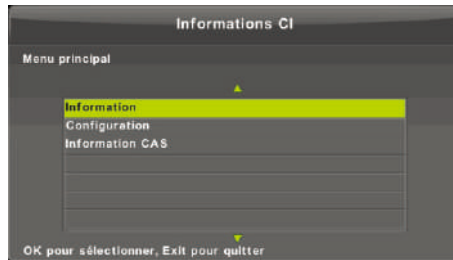 Informations CI
Menu principal
Information
Configuration
Information CAS
OK pour sélectionner, Exit pour quitter